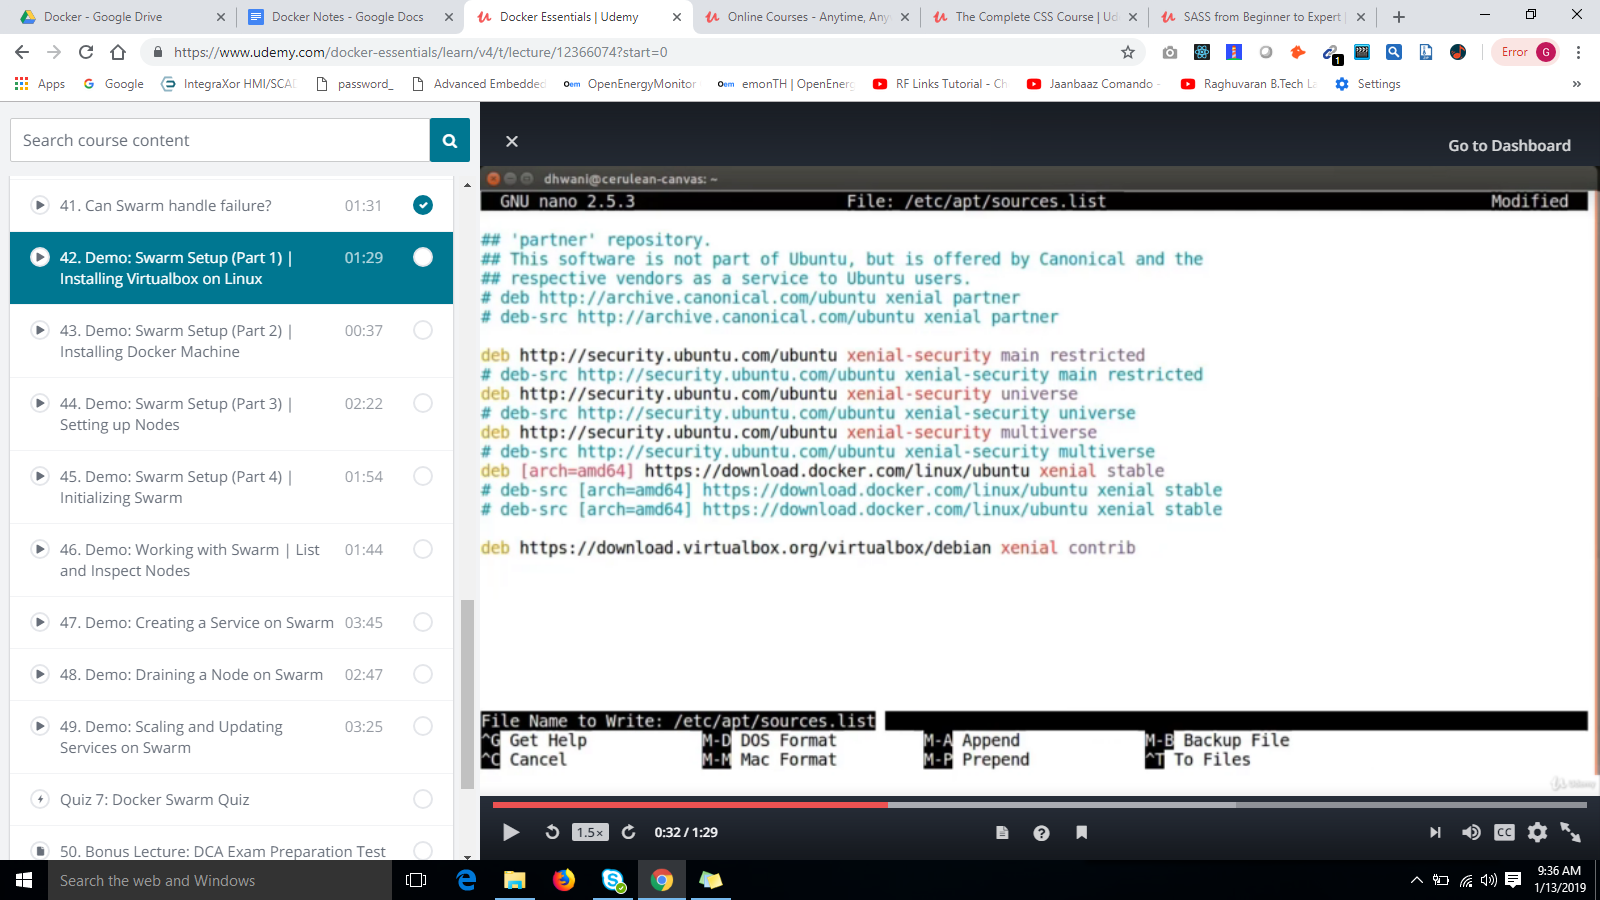 Docker - Google Drive
Docker Notes - Google Docs
Docker Essentials | Udemy
Online Courses - Anytime, Any
The Complete CSS Course | Ud
SASS from Beginner to Expert |
https://www.udemy.com/docker-essentials/learn/v4/t/lecture/12366074?start=0
1
Error G
Apps
Google
IntegraXor HMI/SCAD
password_
Advanced Embedded
OpenEnergyMonitor
emonTH | OpenEnerg
RF Links Tutorial - Ch
Jaanbaaz Comando -
Raghuvaran B.Tech La
Settings
»
Search course content
Go to Dashboard
41. Can Swarm handle failure? 01:31
42. Demo: Swarm Setup (Part 1) | 01:29
Installing Virtualbox on Linux
43. Demo: Swarm Setup (Part 2) | 00:37
Installing Docker Machine
44. Demo: Swarm Setup (Part 3) | 02:22
Setting up Nodes
45. Demo: Swarm Setup (Part 4) | 01:54
Initializing Swarm
46. Demo: Working with Swarm | List 01:44
and Inspect Nodes
47. Demo: Creating a Service on Swarm 03:45
48. Demo: Draining a Node on Swarm 02:47
49. Demo: Scaling and Updating 03:25
Services on Swarm
Quiz 7: Docker Swarm Quiz
50. Bonus Lecture: DCA Exam Preparation Test
dhwani@cerulean-canvas: ~
GNU nano 2.5.3 File: /etc/apt/sources.list Modified
## 'partner' repository.
## This software is not part of Ubuntu, but is offered by Canonical and the
## respective vendors as a service to Ubuntu users.
# deb http://archive.canonical.com/ubuntu xenial partner
# deb-src http://archive.canonical.com/ubuntu xenial partner
deb http://security.ubuntu.com/ubuntu xenial-security main restricted
# deb-src http://security.ubuntu.com/ubuntu xenial-security main restricted
deb http://security.ubuntu.com/ubuntu xenial-security universe
# deb-src http://security.ubuntu.com/ubuntu xenial-security universe
deb http://security.ubuntu.com/ubuntu xenial-security multiverse
# deb-src http://security.ubuntu.com/ubuntu xenial-security multiverse
deb [arch=amd64] https://download.docker.com/linux/ubuntu xenial stable
# deb-src [arch=amd64] https://download.docker.com/linux/ubuntu xenial stable
# deb-src [arch=amd64] https://download.docker.com/linux/ubuntu xenial stable
deb https://download.virtualbox.org/virtualbox/debian xenial contrib
File Name to Write: /etc/apt/sources.list
^G Get Help M-D DOS Format M-A Append M-B Backup File
^C Cancel M-M Mac Format M-P Prepend ^T To Files
Udemy
1.5× 0:32 / 1:29 CC
Search the web and Windows
9:36 AM
1/13/2019